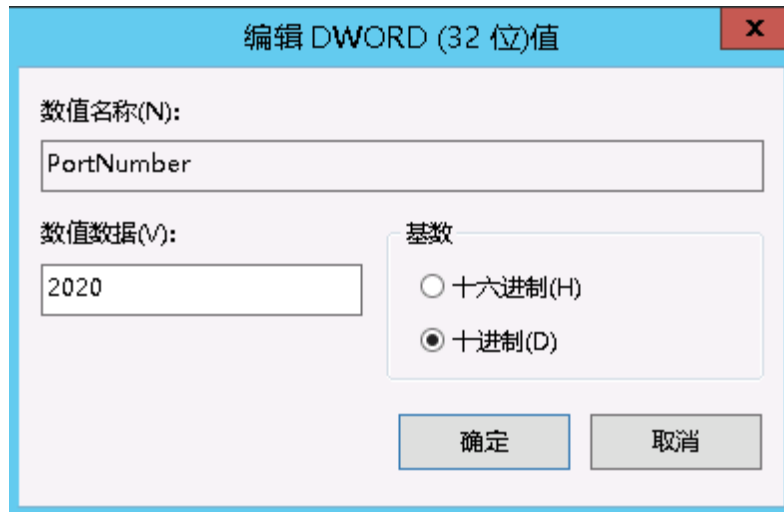 编辑 DWORD (32 位)值
x
数值名称(N):
PortNumber
数值数据(V):
2020
基数
十六进制(H)
十进制(D)
确定
取消